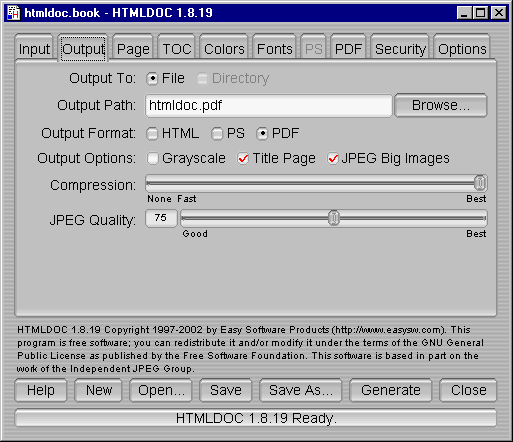 htmldoc.book - HTMLDOC 1.8.19
Input Output Page TOC Colors Fonts PS PDF Security Options
Output To: File Directory
Output Path: htmldoc.pdf Browse...
Output Format: HTML PS PDF
Output Options: Grayscale Title Page JPEG Big Images
Compression:
None Fast Best
JPEG Quality: 75
Good Best
HTMLDOC 1.8.19 Copyright 1997-2002 by Easy Software Products (http://www.easysw.com). This
program is free software; you can redistribute it and/or modify it under the terms of the GNU General
Public License as published by the Free Software Foundation. This software is based in part on the
work of the Independent JPEG Group.
Help New Open... Save Save As... Generate Close
HTMLDOC 1.8.19 Ready.